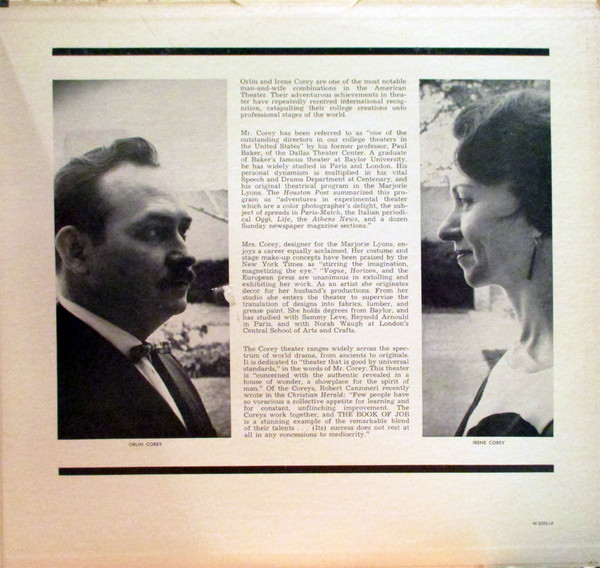 Orlin and Irene Corey are one of the most notable
man-and-wife combinations in the American
Theater. Their adventurous achievements in thea-
ter have repeatedly received international recog-
nition, catapulting their college creations onto
professional stages of the world.
Mr. Corey has been referred to as "one of the
outstanding directors in our college theaters in
the United States" by his former professor, Paul
Baker, of the Dallas Theater Center. A graduate
of Baker's famous theater at Baylor University,
he has widely studied in Paris and London. His
personal dynamism is multiplied in his vital
Speech and Drama Department at Centenary, and
his original theatrical program in the Marjorie
Lyons. The Houston Post summarized this pro-
gram as "adventures in experimental theater
which are a color photographer's delight, the sub-
ject of spreads in Paris-Match, the Italian periodi-
cal Oggi, Life, the Athens News, and a dozen
Sunday newspaper magazine sections."
Mrs. Corey, designer for the Marjorie Lyons, en-
joys a career equally acclaimed. Her costume and
stage make-up concepts have been praised by the
New York Times as "stirring the imagination,
magnetizing the eye." "Vogue, Horizon, and the
European press are unanimous in extolling and
exhibiting her work. As an artist she originates
decor for her husband's productions. From her
studio she enters the theater to supervise the
translation of designs into fabrics, lumber, and
grease paint. She holds degrees from Baylor, and
has studied with Sammy Leve, Reynold Arnould
in Paris, and with Norah Waugh at London's
Central School of Arts and Crafts.
The Corey theater ranges widely across the spec-
trum of world drama, from ancients to originals.
It is dedicated to "theater that is good by universal
standards," in the words of Mr. Corey. This theater
is "concerned with the authentic revealed in a
house of wonder, a showplace for the spirit of
man." Of the Coreys, Robert Canzoneri recently
wrote in the Christian Herald: "Few people have
so voracious a collective appetite for learning and
for constant, unflinching improvement. The
Coreys work together, and THE BOOK OF JOB
is a stunning example of the remarkable blend
of their talents . . . (Its) success does not rest at
all in any concessions to mediocrity."
ORLIN COREY
IRENE COREY